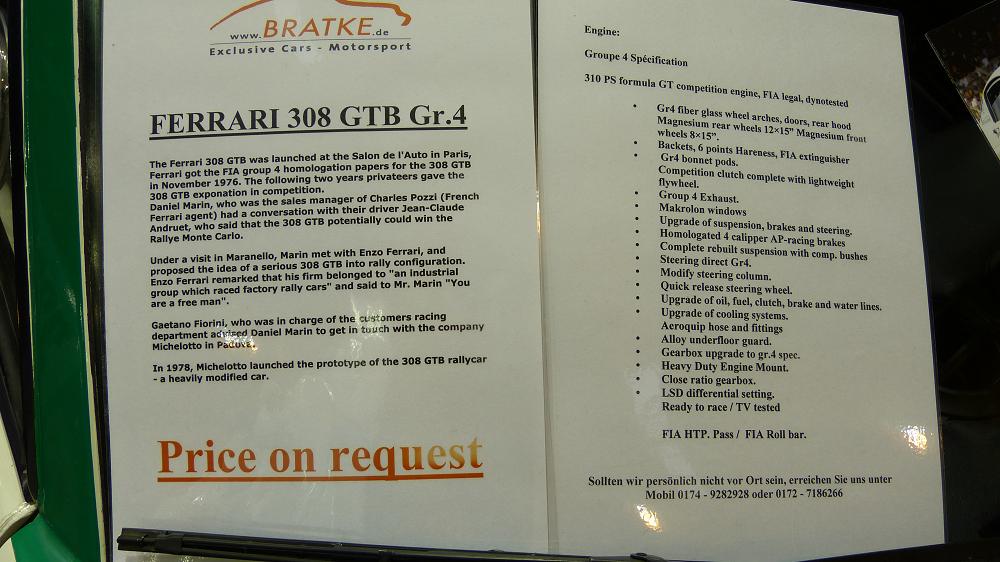 www.BRATKE.de
Exclusive Cars - Motorsport
FERRARI 308 GTB Gr.4
The Ferrari 308 GTB was launched at the Salon de l'Auto in Paris,
Ferrari got the FIA group 4 homologation papers for the 308 GTB
in November 1976. The following two years privateers gave the
308 GTB exponation in competition.
Daniel Marin, who was the sales manager of Charles Pozzi (French
Ferrari agent) had a conversation with their driver Jean-Claude
Andruet, who said that the 308 GTB potentially could win the
Rallye Monte Carlo.
Under a visit in Maranello, Marin met with Enzo Ferrari, and
proposed the idea of a serious 308 GTB into rally configuration.
Enzo Ferrari remarked that his firm belonged to "an industrial
group which raced factory rally cars" and said to Mr. Marin "You
are a free man".
Gaetano Fiorini, who was in charge of the customers racing
department advised Daniel Marin to get in touch with the company
Michelotto in Padova.
In 1978, Michelotto launched the prototype of the 308 GTB rallycar
- a heavily modified car.
Price on request
Engine:
Groupe 4 Spécification
310 PS formula GT competition engine, FIA legal, dynotested
• Gr4 fiber glass wheel arches, doors, rear hood
Magnesium rear wheels 12×15" Magnesium front
wheels 8×15".
• Backets, 6 points Hareness, FIA extinguisher
• Gr4 bonnet pods.
Competition clutch complete with lightweight
flywheel.
• Group 4 Exhaust.
• Makrolon windows
• Upgrade of suspension, brakes and steering.
• Homologated 4 calipper AP-racing brakes
• Complete rebuilt suspension with comp. bushes
• Steering direct Gr4.
• Modify steering column.
• Quick release steering wheel.
• Upgrade of oil, fuel, clutch, brake and water lines.
• Upgrade of cooling systems.
Aeroquip hose and fittings
• Alloy underfloor guard.
• Gearbox upgrade to gr.4 spec.
• Heavy Duty Engine Mount.
• Close ratio gearbox.
• LSD differential setting.
Ready to race / TV tested
FIA HTP. Pass / FIA Roll bar.
Sollten wir persönlich nicht vor Ort sein, erreichen Sie uns unter
Mobil 0174 - 9282928 oder 0172 - 7186266